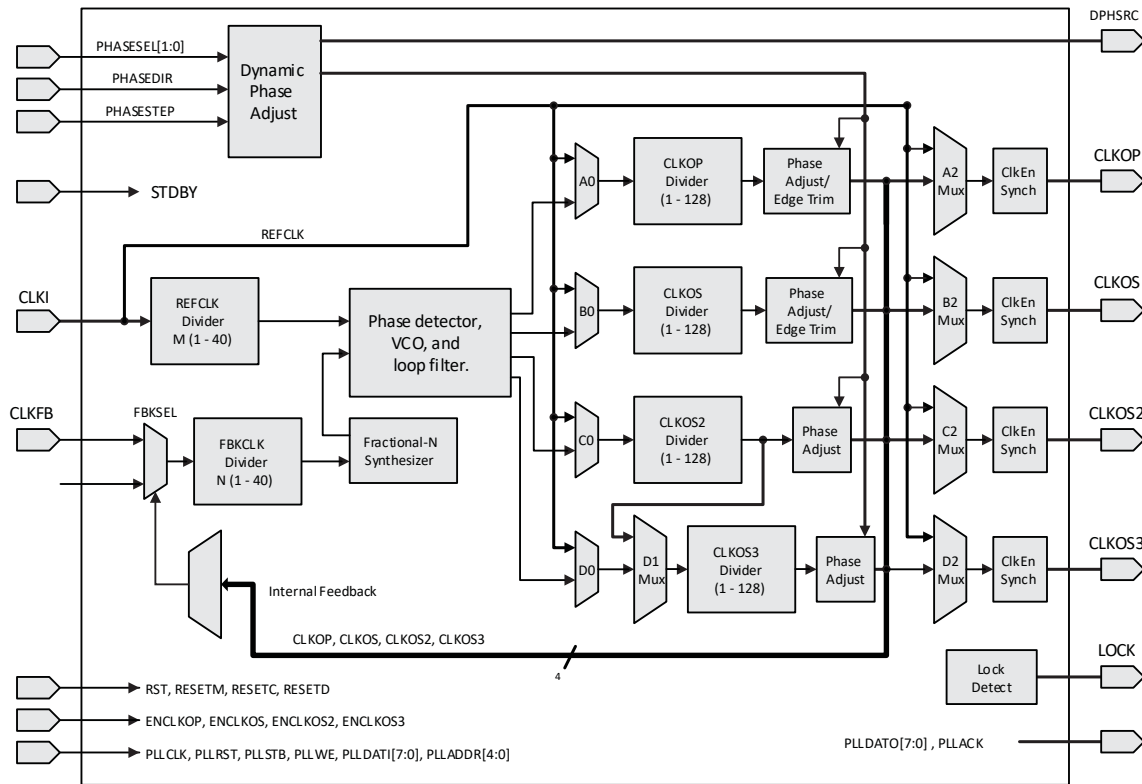 DPHSRC
PHASESEL[1:0]
PHASEDIR
PHASESTEP
Dynamic
Phase
Adjust
STDBY
REFCLK
A0
CLKOP
Divider
(1 - 128)
Phase
Adjust/
Edge Trim
A2
Mux
ClkEn
Synch
CLKOP
CLKI
REFCLK
Divider
M (1 - 40)
Phase detector,
VCO, and
loop filter.
B0
CLKOS
Divider
(1 - 128)
Phase
Adjust/
Edge Trim
B2
Mux
ClkEn
Synch
CLKOS
CLKFB
FBKSEL
FBKCLK
Divider
N (1 - 40)
Fractional-N
Synthesizer
C0
CLKOS2
Divider
(1 - 128)
Phase
Adjust
C2
Mux
ClkEn
Synch
CLKOS2
D0
D1
Mux
CLKOS3
Divider
(1 - 128)
Phase
Adjust
D2
Mux
ClkEn
Synch
CLKOS3
Internal Feedback
CLKOP, CLKOS, CLKOS2, CLKOS3
4
Lock
Detect
LOCK
RST, RESETM, RESETC, RESETD
ENCLKOP, ENCLKOS, ENCLKOS2, ENCLKOS3
PLLCLK, PLLRST, PLLSTB, PLLWE, PLLDATI[7:0], PLLADDR[4:0]
PLLDATO[7:0] , PLLACK